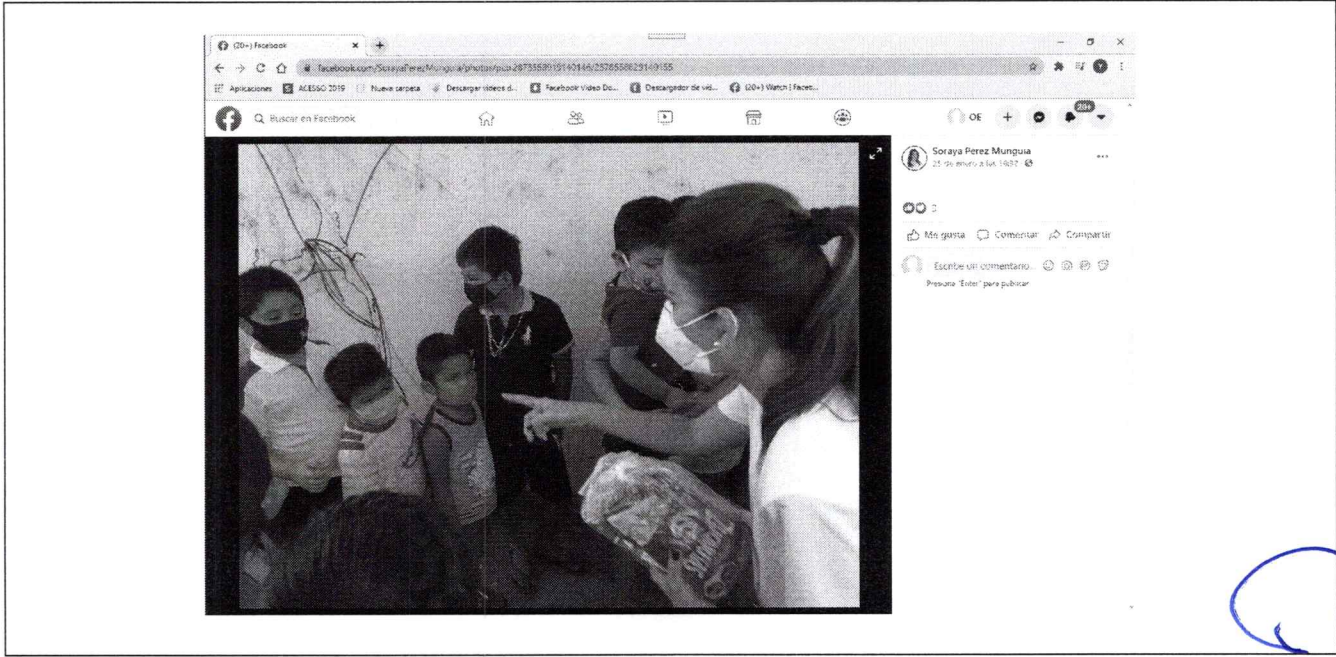 (20+) Facebook
facebook.com/SorayaPerezMunguia/photos/pcb
Aplicaciones ACESSO 2019 Nueva carpeta Descargar videos d... Facebook Video Do... Descargador de vid... (20+) Watch | Faceb...
Buscar en Facebook
OE
20+
Soraya Perez Munguia
25 de enero a las
Me gusta Comentar Compartir
Escribe un comentario...
Presiona "Enter" para publicar.